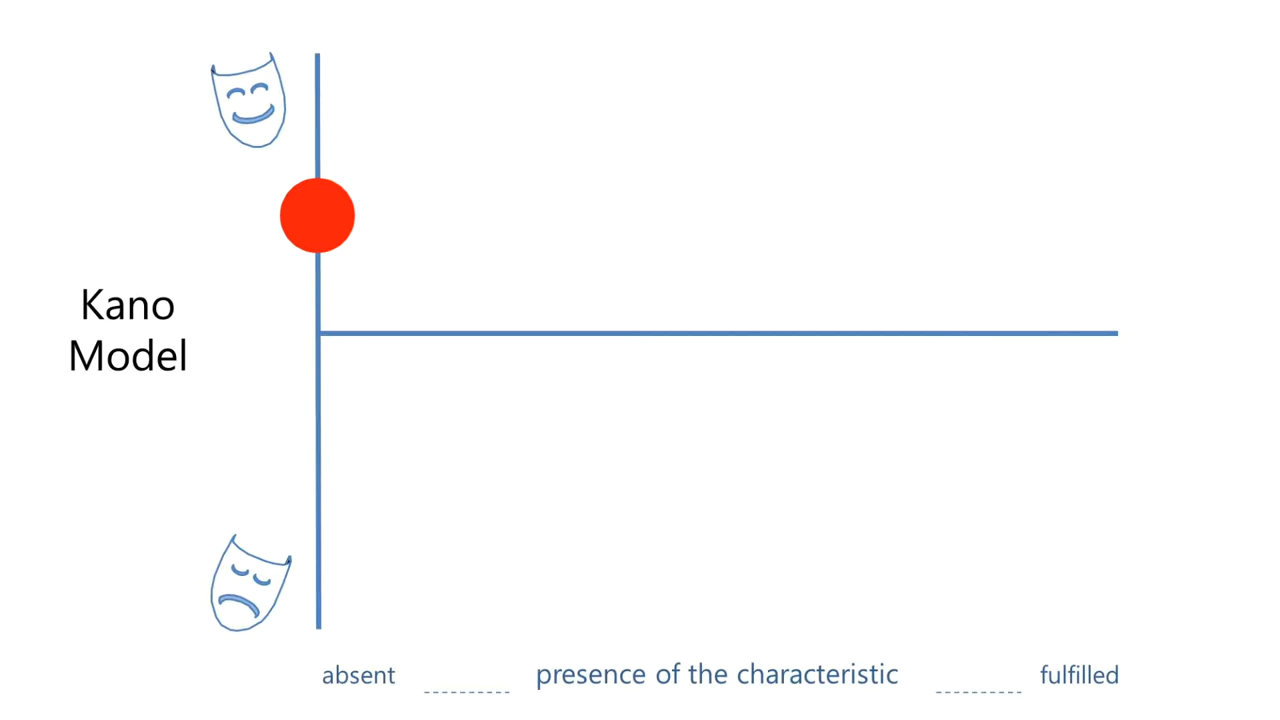 Kano
Model
absent presence of the characteristic fulfilled